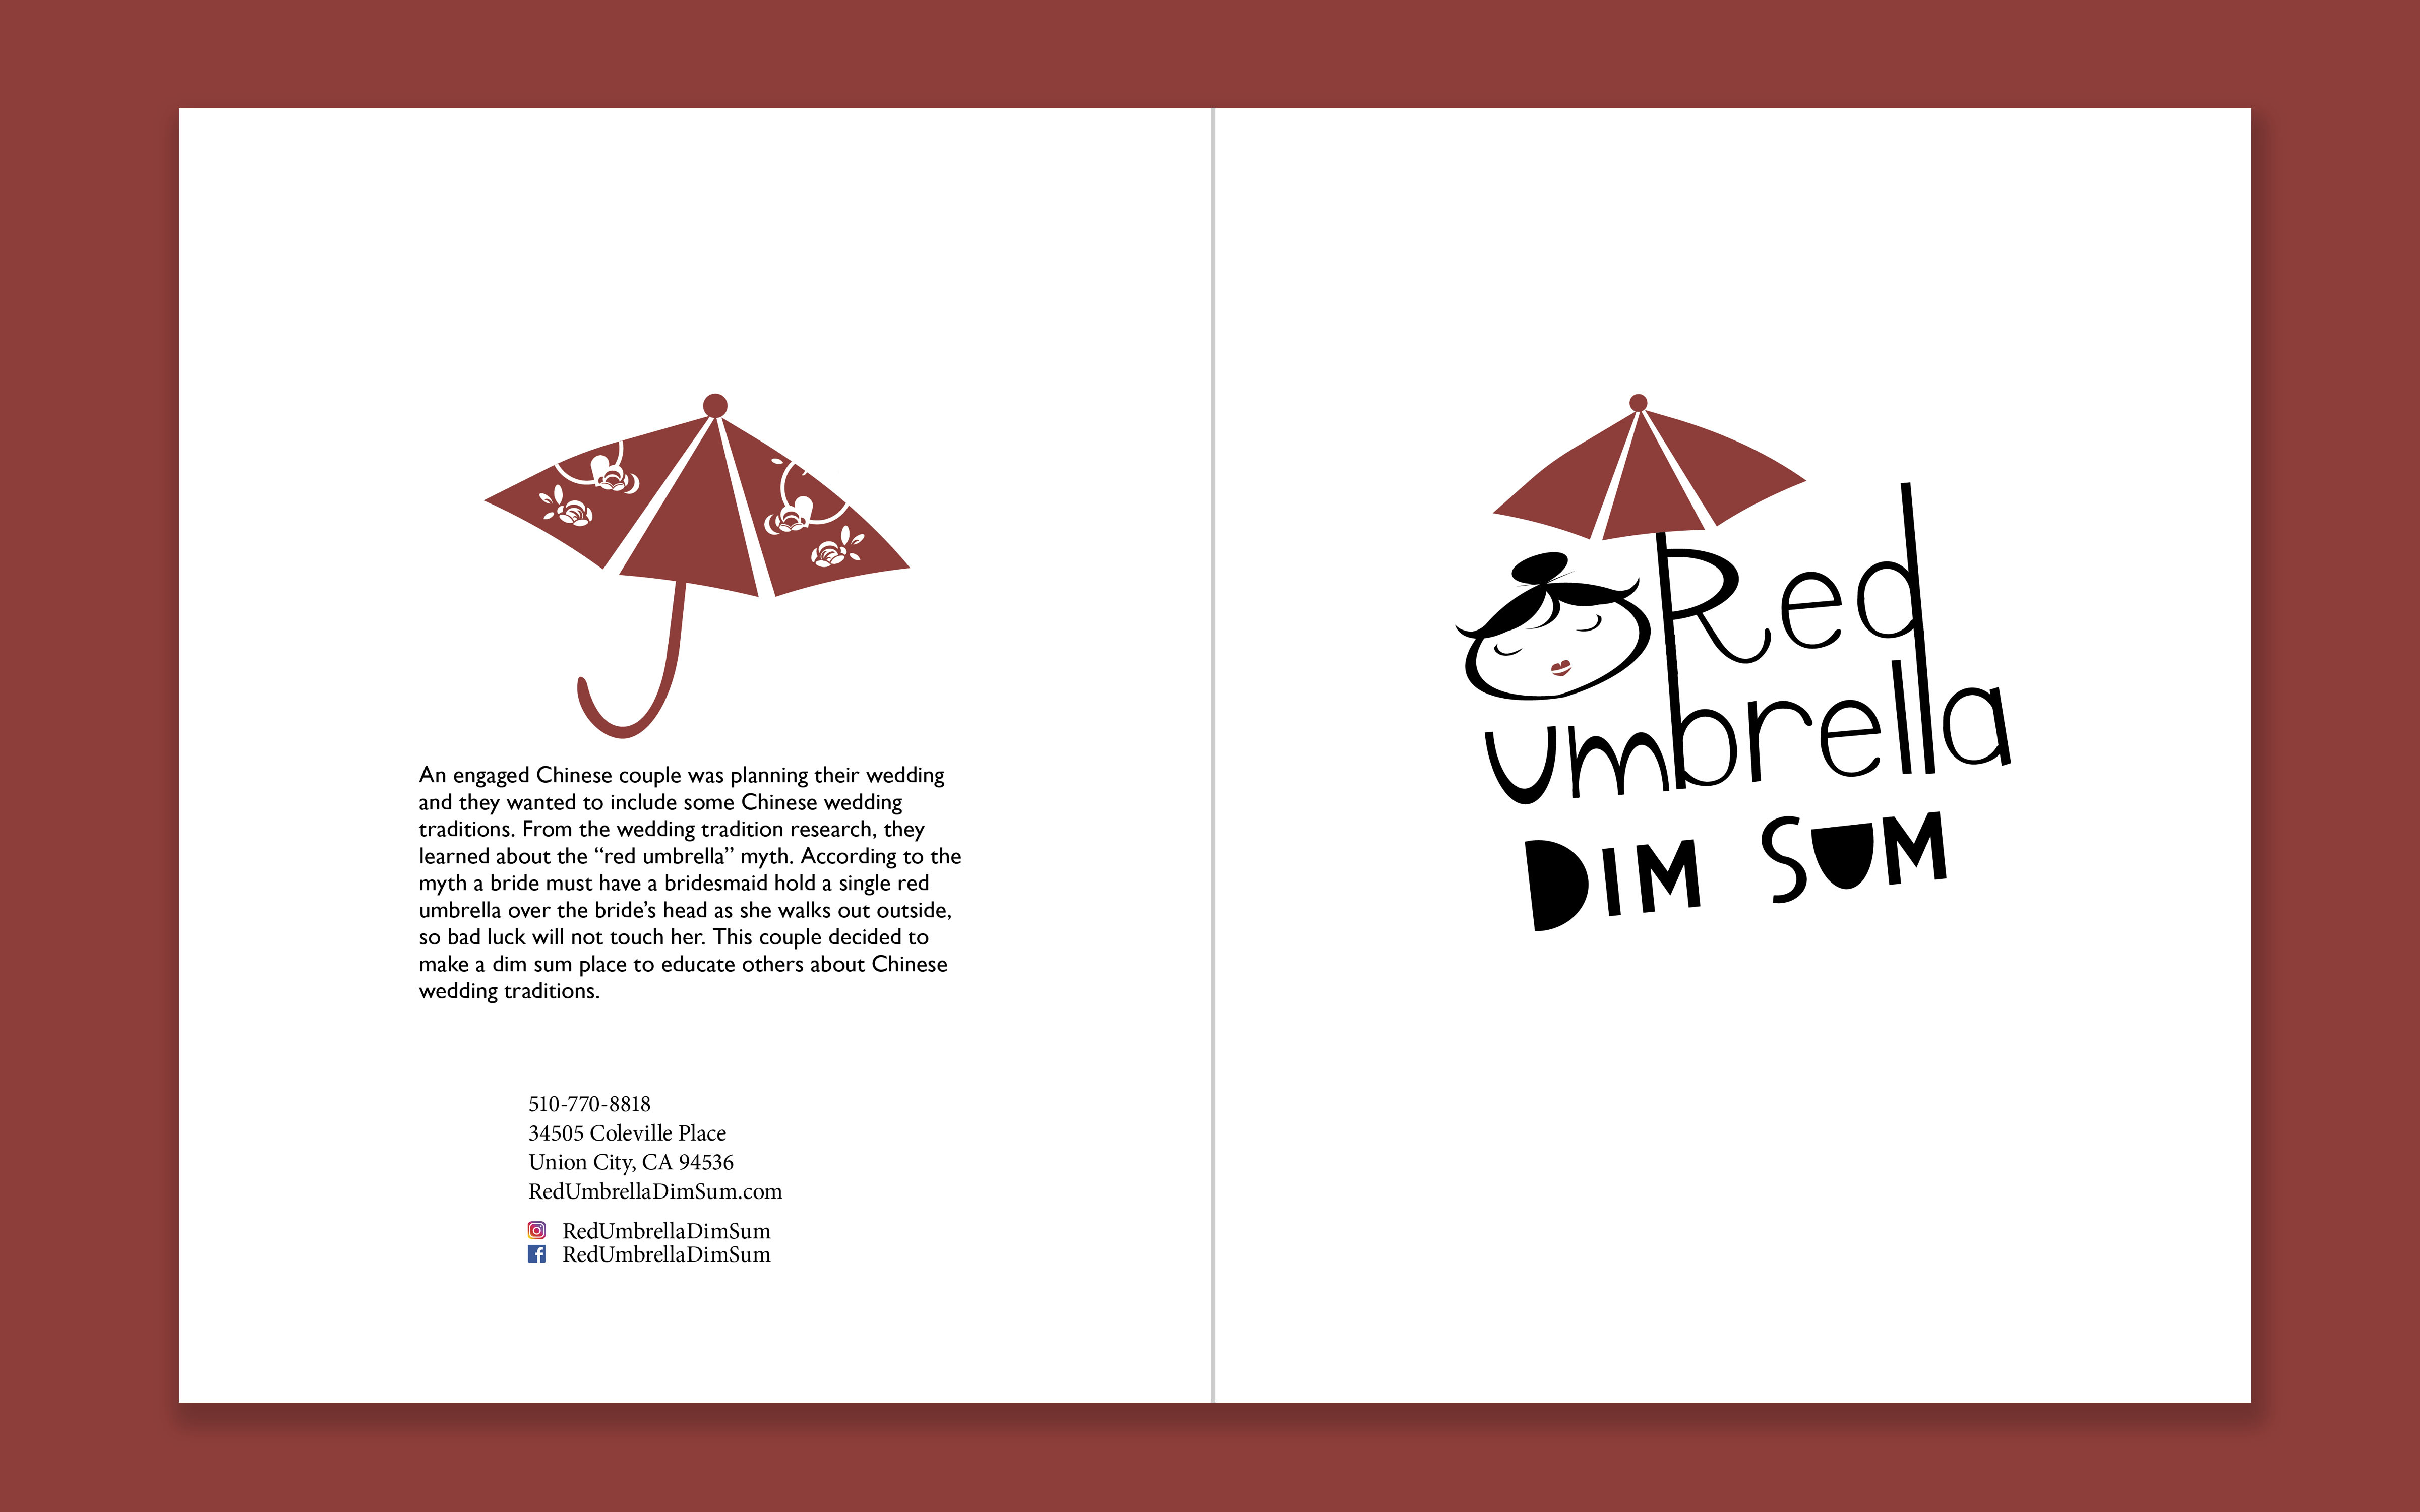 An engaged Chinese couple was planning their wedding
and they wanted to include some Chinese wedding
traditions. From the wedding tradition research, they
learned about the “red umbrella” myth. According to the
myth a bride must have a bridesmaid hold a single red
umbrella over the bride’s head as she walks out outside,
so bad luck will not touch her. This couple decided to
make a dim sum place to educate others about Chinese
wedding traditions.
510-770-8818
34505 Coleville Place
Union City, CA 94536
RedUmbrellaDimSum.com
RedUmbrellaDimSum
RedUmbrellaDimSum
Red
Umbrella
DIM SUM